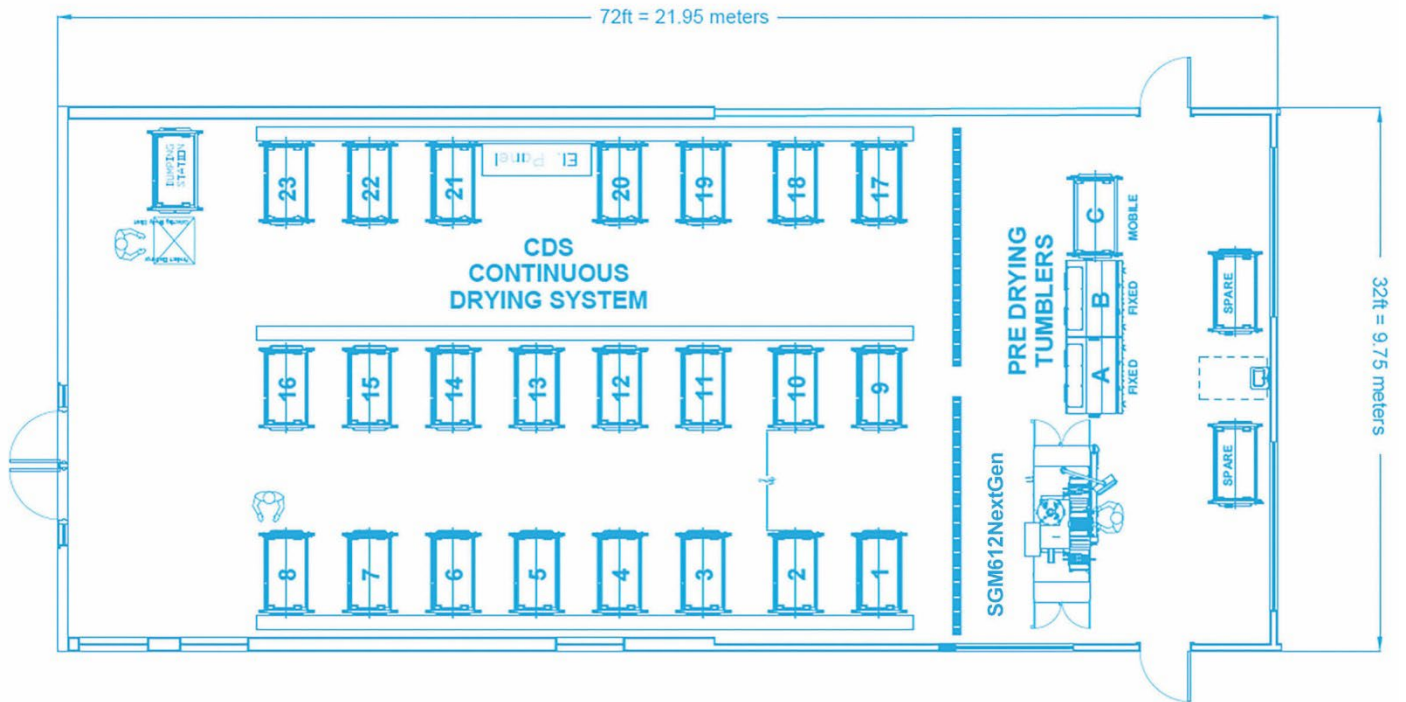 72ft = 21.95 meters
DUMPING
STATION
23
22
21
El. Panel
20
19
18
17
C
MOBILE
CDS
CONTINUOUS
DRYING SYSTEM
PRE DRYING
TUMBLERS
B
FIXED
A
FIXED
SPARE
32ft = 9.75 meters
16
15
14
13
12
11
10
9
SPARE
SGM612NextGen
8
7
6
5
4
3
2
1